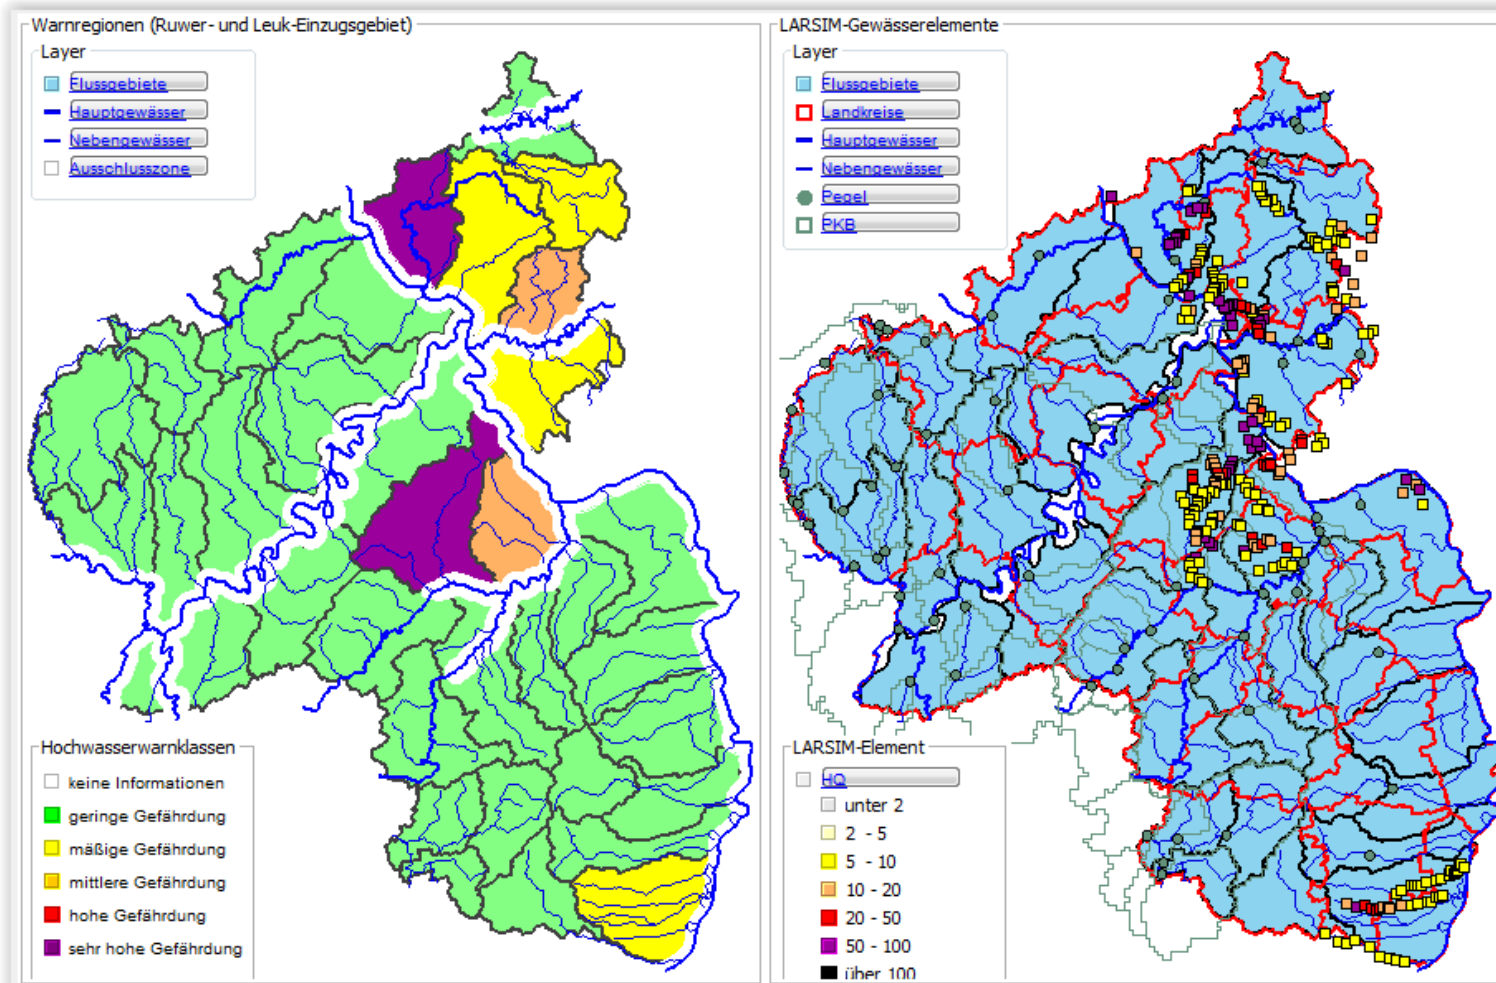 Warnregionen (Ruwer- und Leuk-Einzugsgebiet)
Layer
Flussgebiete
Hauptgewässer
Nebengewässer
Ausschlusszone
Hochwasserwarnklassen
keine Informationen
geringe Gefährdung
mäßige Gefährdung
mittlere Gefährdung
hohe Gefährdung
sehr hohe Gefährdung
LARSIM-Gewässerelemente
Layer
Flussgebiete
Landkreise
Hauptgewässer
Nebengewässer
Pegel
PKB
LARSIM-Element
HQ
unter 2
2 - 5
5 - 10
10 - 20
20 - 50
50 - 100
über 100